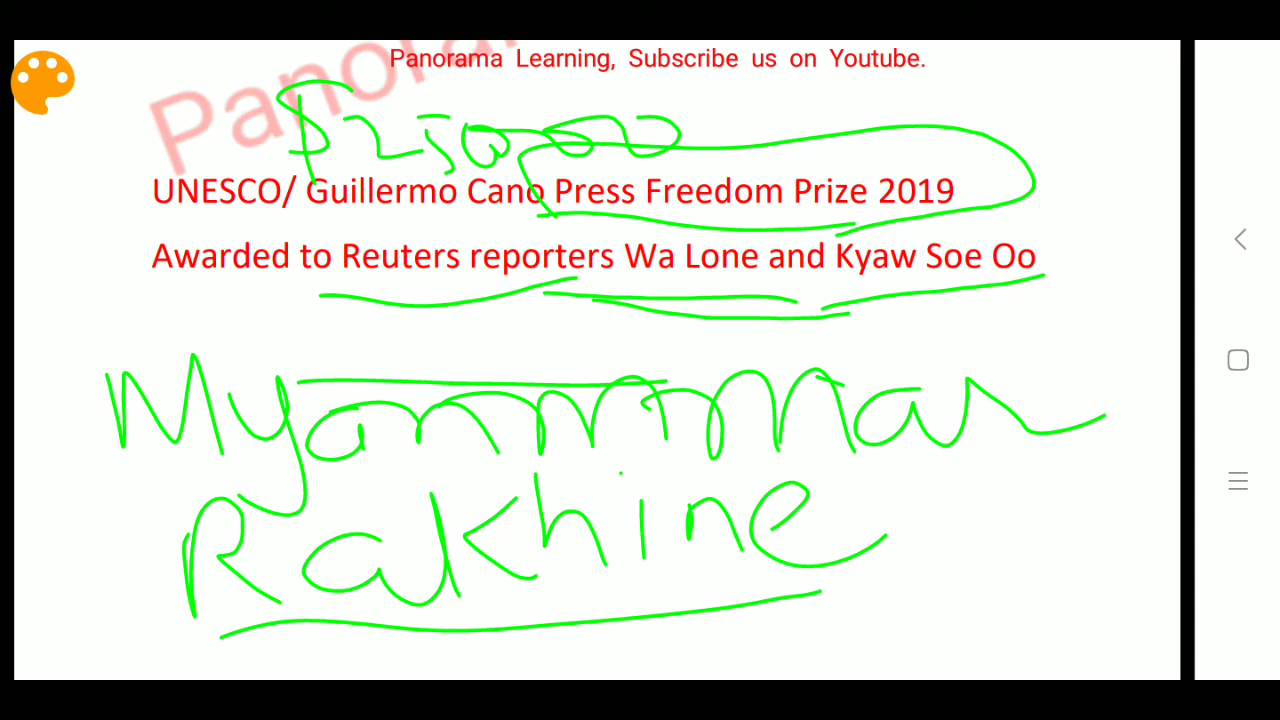 Panorama Learning, Subscribe us on Youtube.
Panora
$25000
UNESCO/ Guillermo Cano Press Freedom Prize 2019
Awarded to Reuters reporters Wa Lone and Kyaw Soe Oo
Myanmar
Rakhine